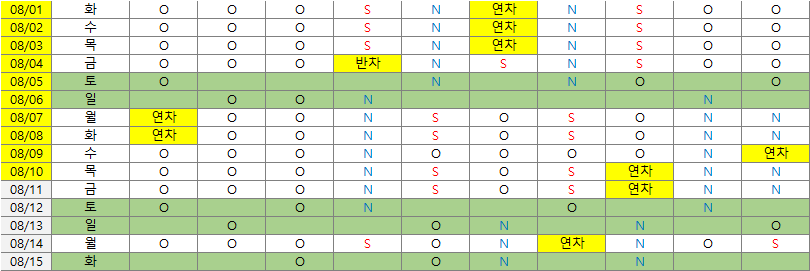 08/01 화 O O O S N 연차 N S O O
08/02 수 O O O S N 연차 N S O O
08/03 목 O O O S N 연차 N S O O
08/04 금 O O O 반차 N S N S O O
08/05 토 O N N O O
08/06 일 O O N N
08/07 월 연차 O O N S O S O N N
08/08 화 연차 O O N S O S O N N
08/09 수 O O O N O O O O N 연차
08/10 목 O O O N S O S 연차 N N
08/11 금 O O O N S O S 연차 N N
08/12 토 O O N O N
08/13 일 O O N N O
08/14 월 O O O S O N 연차 N O S
08/15 화 O O N N